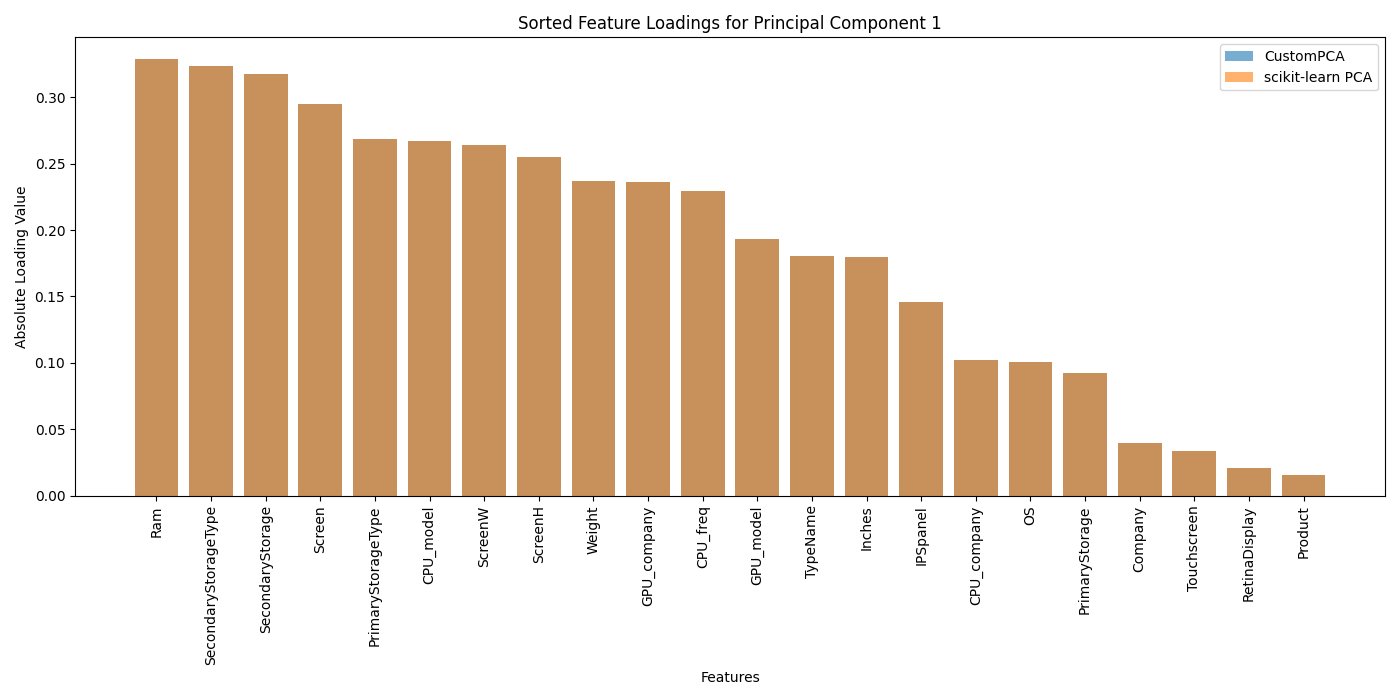 Sorted Feature Loadings for Principal Component 1
CustomPCA
scikit-learn PCA
Absolute Loading Value
0.30
0.25
0.20
0.15
0.10
0.05
0.00
Ram
SecondaryStorageType
SecondaryStorage
Screen
PrimaryStorageType
CPU_model
ScreenW
ScreenH
Weight
GPU_company
CPU_freq
GPU_model
TypeName
Inches
IPSpanel
CPU_company
OS
PrimaryStorage
Company
Touchscreen
RetinaDisplay
Product
Features